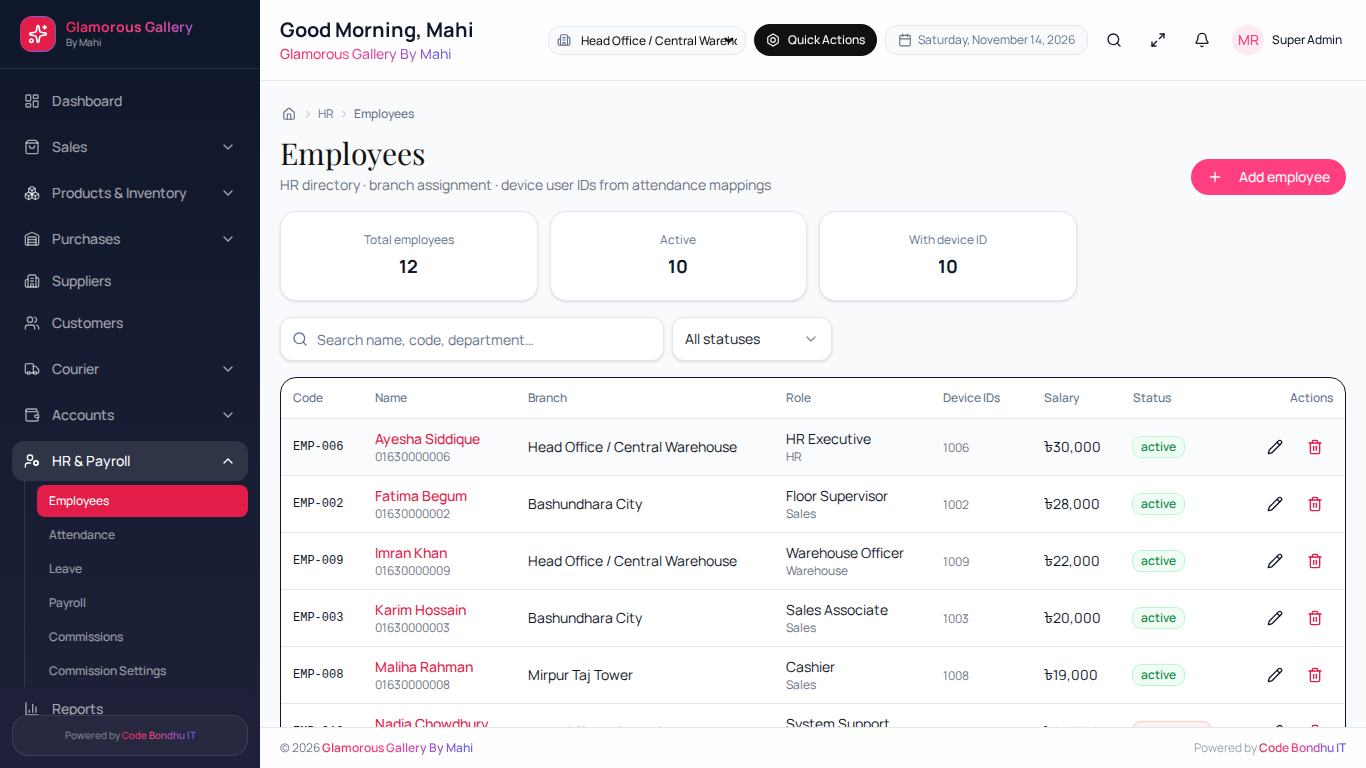 Glamorous Gallery
By Mahi
Dashboard
Sales
Products & Inventory
Purchases
Suppliers
Customers
Courier
Accounts
HR & Payroll
Employees
Attendance
Leave
Payroll
Commissions
Commission Settings
Reports
Powered by Code Bondhu IT
Good Morning, Mahi
Glamorous Gallery By Mahi
Head Office / Central
Quick Actions
Saturday, November 14, 2026
MR
Super Admin
HR
Employees
Employees
HR directory · branch assignment · device user IDs from attendance mappings
Add employee
Total employees
12
Active
10
With device ID
10
Search name, code, department…
All statuses
Code Name Branch Role Device IDs Salary Status Actions
EMP-006 Ayesha Siddique Head Office / Central Warehouse HR Executive 1006 ৳30,000 active
01630000006 HR
EMP-002 Fatima Begum Bashundhara City Floor Supervisor 1002 ৳28,000 active
01630000002 Sales
EMP-009 Imran Khan Head Office / Central Warehouse Warehouse Officer 1009 ৳22,000 active
01630000009 Warehouse
EMP-003 Karim Hossain Bashundhara City Sales Associate 1003 ৳20,000 active
01630000003 Sales
EMP-008 Maliha Rahman Mirpur Taj Tower Cashier 1008 ৳19,000 active
01630000008 Sales
Nadia Chowdhury System Support
© 2026 Glamorous Gallery By Mahi
Powered by Code Bondhu IT